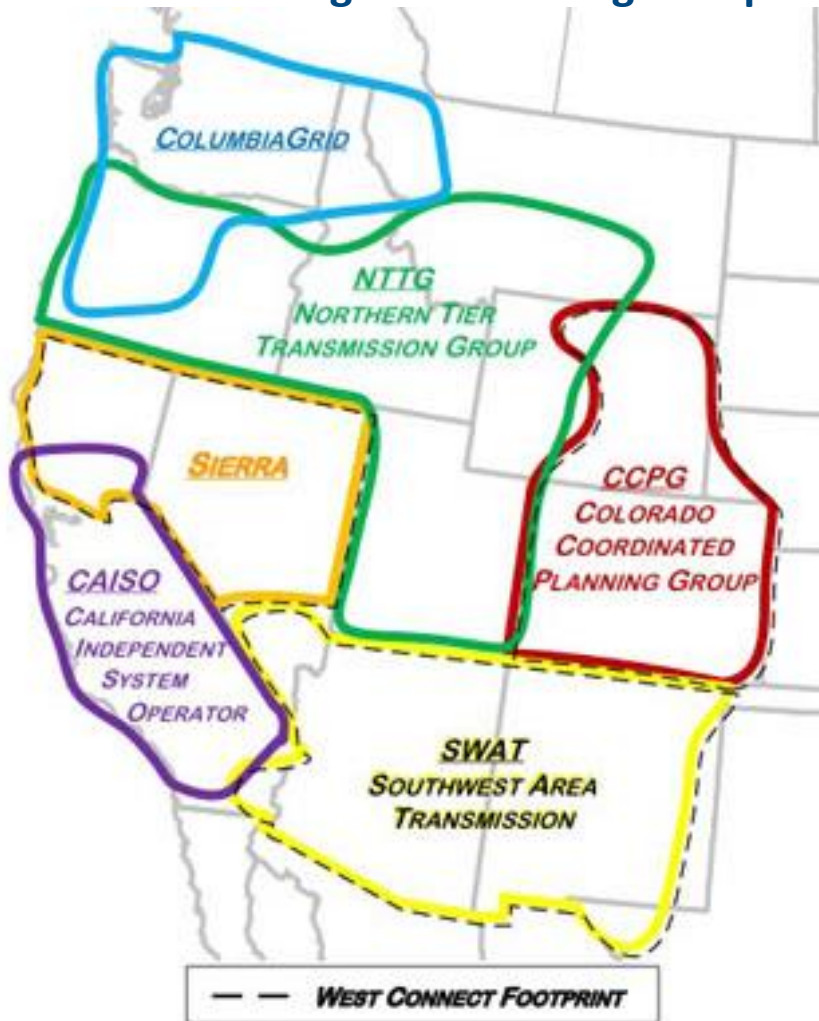 COLUMBIAGRID
NTTG
NORTHERN TIER
TRANSMISSION GROUP
SIERRA
CCPG
COLORADO
COORDINATED
PLANNING GROUP
CAISO
CALIFORNIA
INDEPENDENT
SYSTEM
OPERATOR
SWAT
SOUTHWEST AREA
TRANSMISSION
WEST CONNECT FOOTPRINT